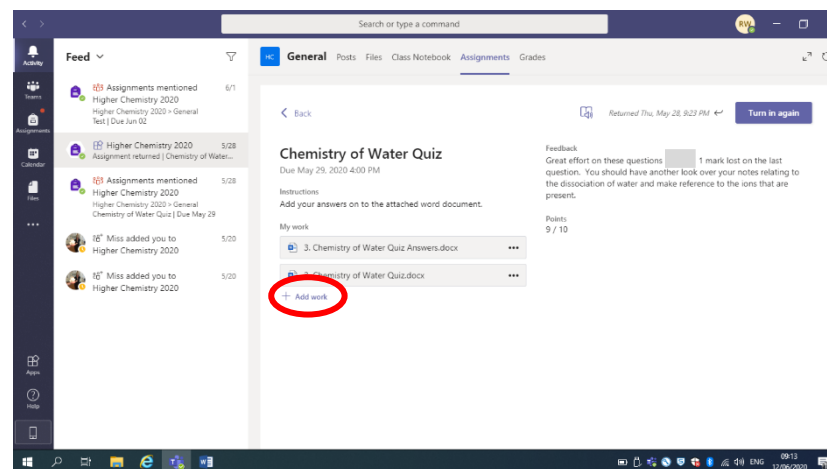 Search or type a command
RW
Activity
Teams
Assignments
Calendar
Files
Apps
Help
Feed
Assignments mentioned 6/1
Higher Chemistry 2020
Higher Chemistry 2020 > General
Test | Due Jun 02
Higher Chemistry 2020 5/28
Assignment returned | Chemistry of Water...
Assignments mentioned 5/28
Higher Chemistry 2020
Higher Chemistry 2020 > General
Chemistry of Water Quiz | Due May 29
Miss added you to 5/20
Higher Chemistry 2020
Miss added you to 5/20
Higher Chemistry 2020
HC General Posts Files Class Notebook Assignments Grades
Back
Returned Thu, May 28, 9:23 PM
Turn in again
Chemistry of Water Quiz
Due May 29, 2020 4:00 PM
Instructions
Add your answers on to the attached word document.
My work
3. Chemistry of Water Quiz Answers.docx
3. Chemistry of Water Quiz.docx
+ Add work
Feedback
Great effort on these questions 1 mark lost on the last
question. You should have another look over your notes relating to
the dissociation of water and make reference to the ions that are
present.
Points
9 / 10
ENG
09:13
12/06/2020